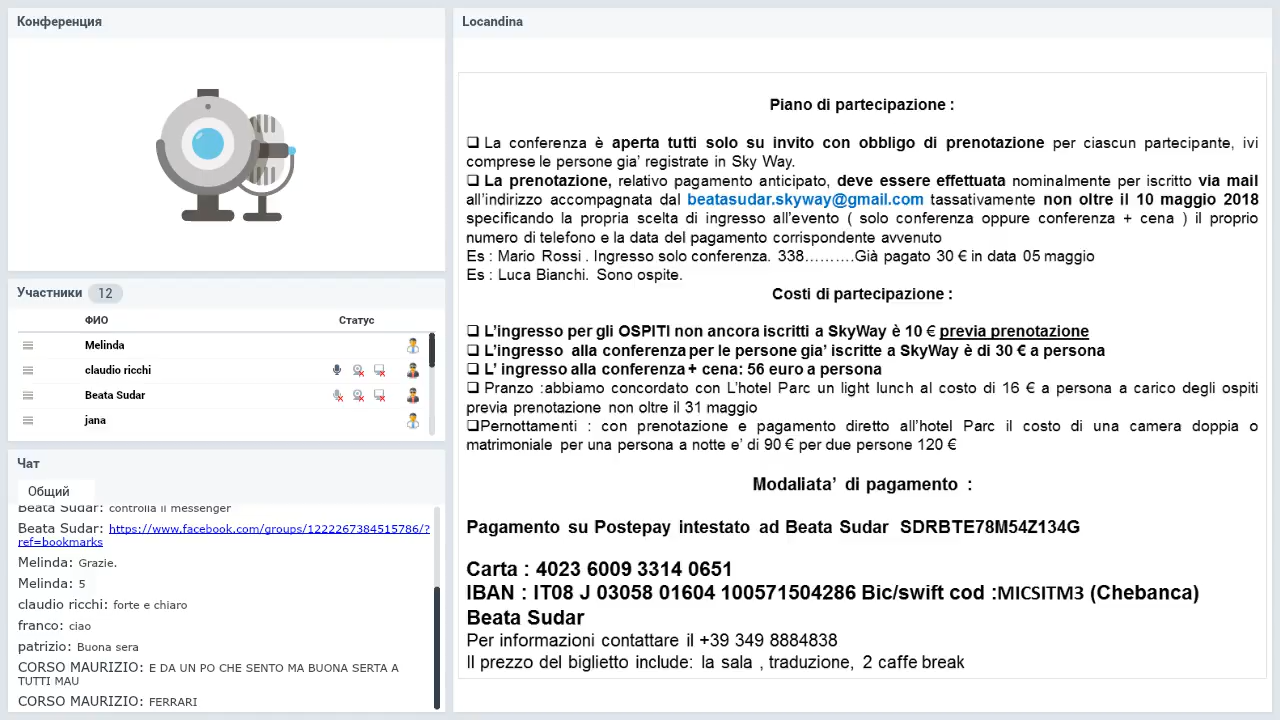 Конференция
Участники 12
ФИО Статус
Melinda
claudio ricchi
Beata Sudar
jana
Чат
Общий
Beata Sudar: controlla il messenger
Beata Sudar: https://www.facebook.com/groups/1222267384515786/?
ref=bookmarks
Melinda: Grazie.
Melinda: 5
claudio ricchi: forte e chiaro
franco: ciao
patrizio: Buona sera
CORSO MAURIZIO: E DA UN PO CHE SENTO MA BUONA SERTA A
TUTTI MAU
CORSO MAURIZIO: FERRARI
Locandina
Piano di partecipazione :
❑ La conferenza è aperta tutti solo su invito con obbligo di prenotazione per ciascun partecipante, ivi
comprese le persone gia’ registrate in Sky Way.
❑ La prenotazione, relativo pagamento anticipato, deve essere effettuata nominalmente per iscritto via mail
all’indirizzo accompagnata dal beatasudar.skyway@gmail.com tassativamente non oltre il 10 maggio 2018
specificando la propria scelta di ingresso all’evento ( solo conferenza oppure conferenza + cena ) il proprio
numero di telefono e la data del pagamento corrispondente avvenuto
Es : Mario Rossi . Ingresso solo conferenza. 338……….Già pagato 30 € in data 05 maggio
Es : Luca Bianchi. Sono ospite.
Costi di partecipazione :
❑ L’ingresso per gli OSPITI non ancora iscritti a SkyWay è 10 € previa prenotazione
❑ L’ingresso alla conferenza per le persone gia’ iscritte a SkyWay è di 30 € a persona
❑ L’ ingresso alla conferenza + cena: 56 euro a persona
❑ Pranzo :abbiamo concordato con L’hotel Parc un light lunch al costo di 16 € a persona a carico degli ospiti
previa prenotazione non oltre il 31 maggio
❑Pernottamenti : con prenotazione e pagamento diretto all’hotel Parc il costo di una camera doppia o
matrimoniale per una persona a notte e’ di 90 € per due persone 120 €
Modaliata’ di pagamento :
Pagamento su Postepay intestato ad Beata Sudar SDRBTE78M54Z134G
Carta : 4023 6009 3314 0651
IBAN : IT08 J 03058 01604 100571504286 Bic/swift cod :MICSITM3 (Chebanca)
Beata Sudar
Per informazioni contattare il +39 349 8884838
Il prezzo del biglietto include: la sala , traduzione, 2 caffe break